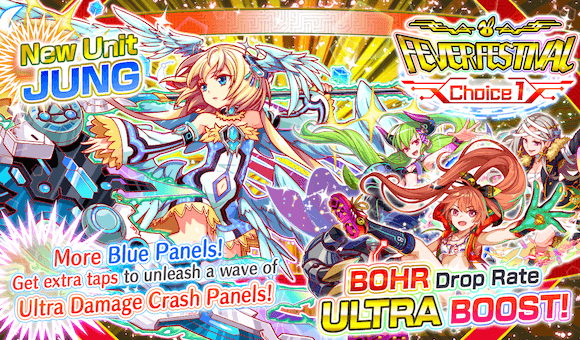 New Unit
JUNG
FEVER FESTIVAL
Choice 1
More Blue Panels!
Get extra taps to unleash a wave of
Ultra Damage Crash Panels!
BOHR Drop Rate
ULTRA BOOST!